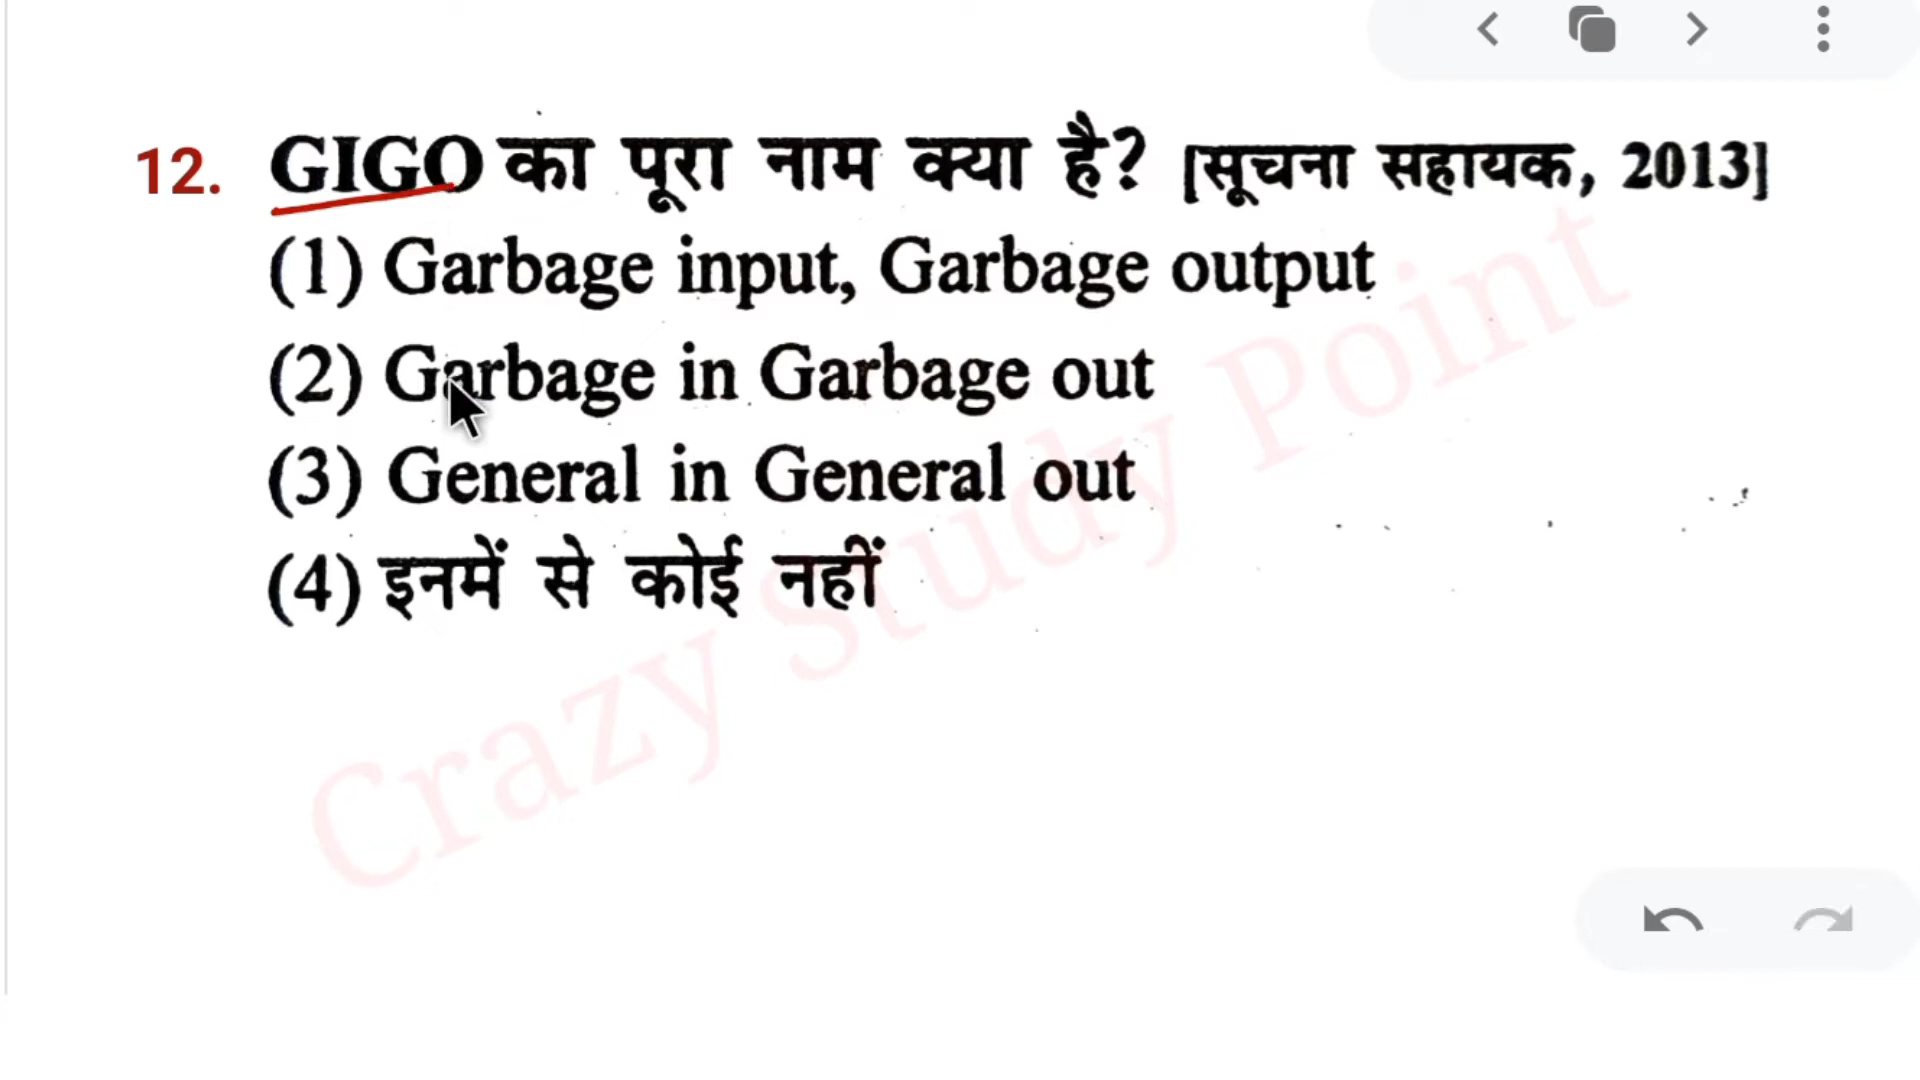 12. GIGO का पूरा नाम क्या है? [सूचना सहायक, 2013]
(1) Garbage input, Garbage output
(2) Garbage in Garbage out
(3) General in General out
(4) इनमें से कोई नहीं
Crazy Study Point